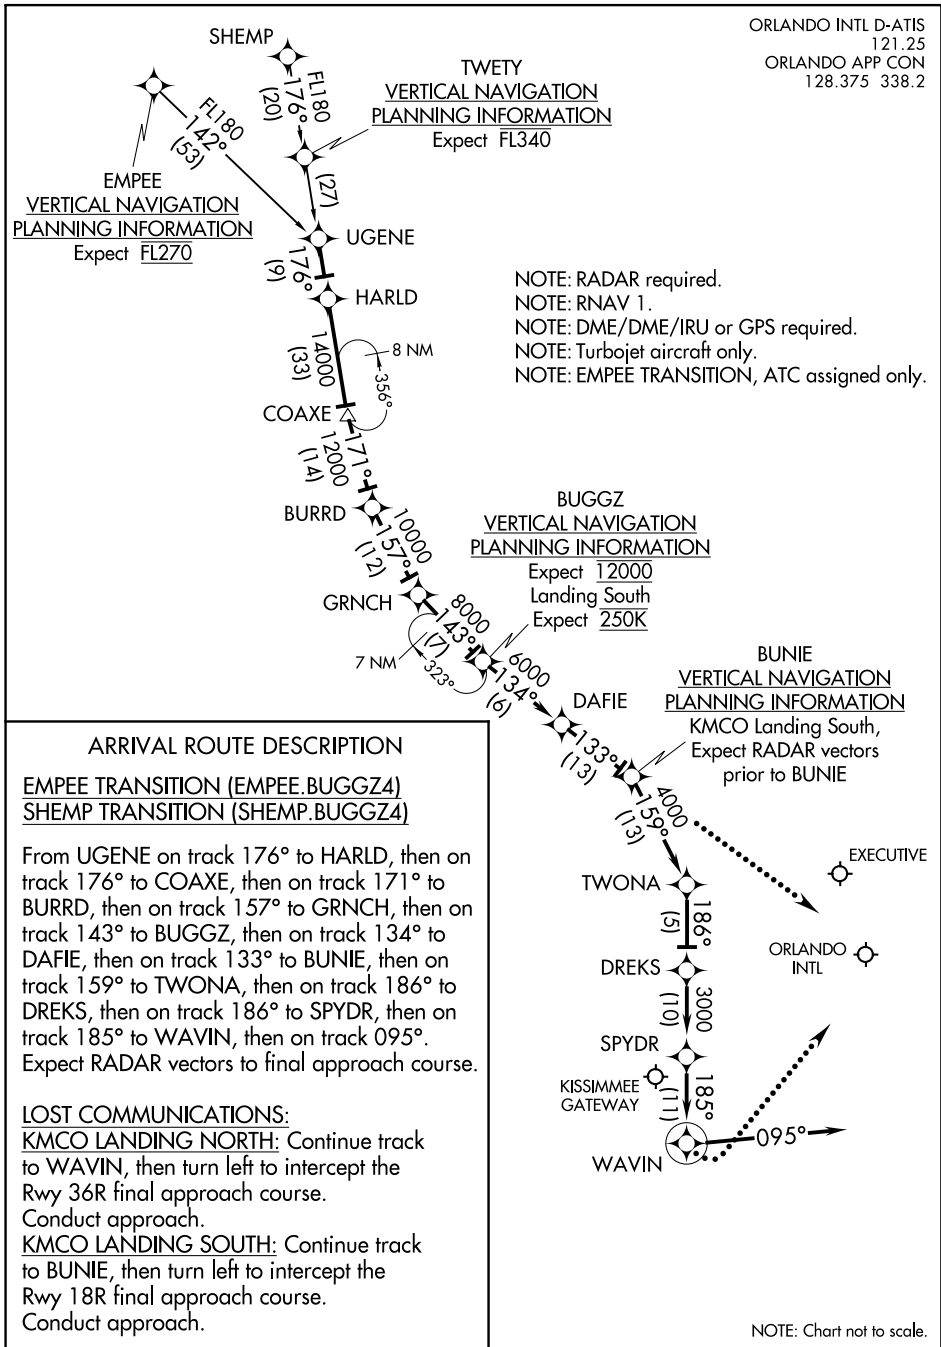 ORLANDO INTL D-ATIS
121.25
ORLANDO APP CON
128.375 338.2
SHEMP
FL180
176°
(20)
TWETY
VERTICAL NAVIGATION
PLANNING INFORMATION
Expect FL340
FL180
142°
(53)
EMPEE
VERTICAL NAVIGATION
PLANNING INFORMATION
Expect FL270
(27)
UGENE
176°
(9)
HARLD
NOTE: RADAR required.
NOTE: RNAV 1.
NOTE: DME/DME/IRU or GPS required.
NOTE: Turbojet aircraft only.
NOTE: EMPEE TRANSITION, ATC assigned only.
14000
(33)
8 NM
356°
COAXE
171°
12000
(14)
BURRD
10000
157°
(12)
BUGGZ
VERTICAL NAVIGATION
PLANNING INFORMATION
Expect 12000
Landing South
Expect 250K
GRNCH
8000
143°
(7)
7 NM
323°
6000
134°
(6)
DAFIE
133°
(13)
BUNIE
VERTICAL NAVIGATION
PLANNING INFORMATION
KMCO Landing South,
Expect RADAR vectors
prior to BUNIE
4000
159°
(13)
EXECUTIVE
TWONA
186°
(5)
ORLANDO
INTL
DREKS
3000
(10)
SPYDR
KISSIMMEE
GATEWAY
185°
(11)
095°
WAVIN
ARRIVAL ROUTE DESCRIPTION
EMPEE TRANSITION (EMPEE.BUGGZ4)
SHEMP TRANSITION (SHEMP.BUGGZ4)
From UGENE on track 176° to HARLD, then on
track 176° to COAXE, then on track 171° to
BURRD, then on track 157° to GRNCH, then on
track 143° to BUGGZ, then on track 134° to
DAFIE, then on track 133° to BUNIE, then on
track 159° to TWONA, then on track 186° to
DREKS, then on track 186° to SPYDR, then on
track 185° to WAVIN, then on track 095°.
Expect RADAR vectors to final approach course.
LOST COMMUNICATIONS:
KMCO LANDING NORTH: Continue track
to WAVIN, then turn left to intercept the
Rwy 36R final approach course.
Conduct approach.
KMCO LANDING SOUTH: Continue track
to BUNIE, then turn left to intercept the
Rwy 18R final approach course.
Conduct approach.
NOTE: Chart not to scale.